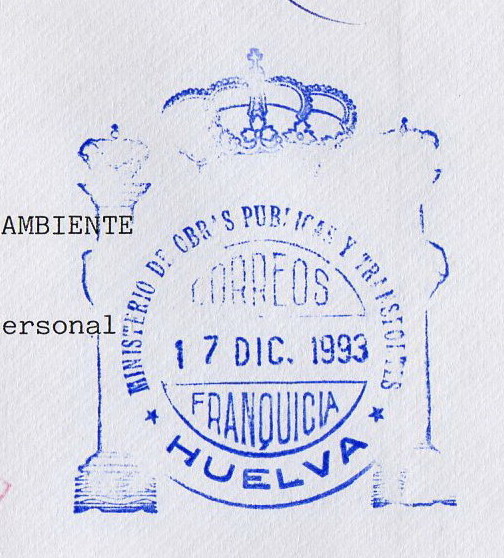 AMBIENTE
ersonal
MINISTERIO DE OBRAS PUBLICAS Y TRANSPORTES
CORREOS
17 DIC. 1993
FRANQUICIA
HUELVA